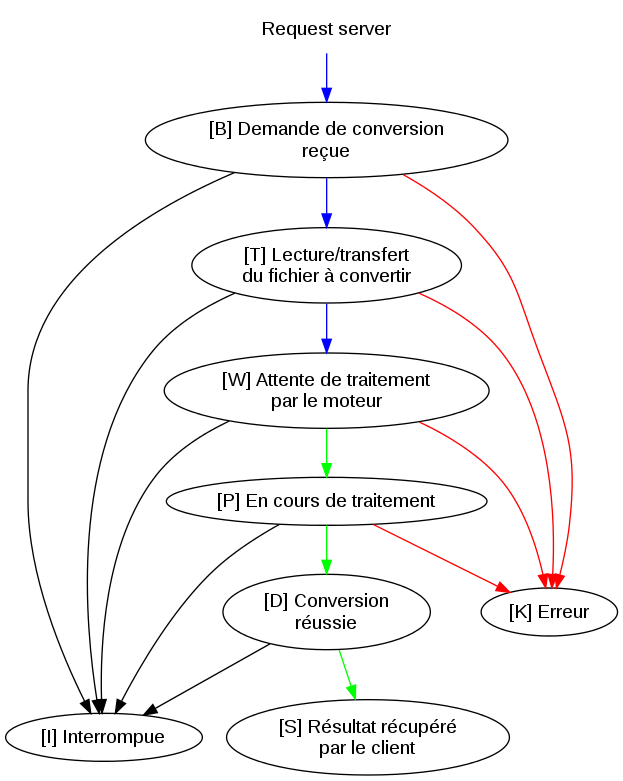 Request server
[B] Demande de conversion
reçue
[T] Lecture/transfert
du fichier à convertir
[W] Attente de traitement
par le moteur
[P] En cours de traitement
[D] Conversion
réussie
[K] Erreur
[I] Interrompue
[S] Résultat récupéré
par le client